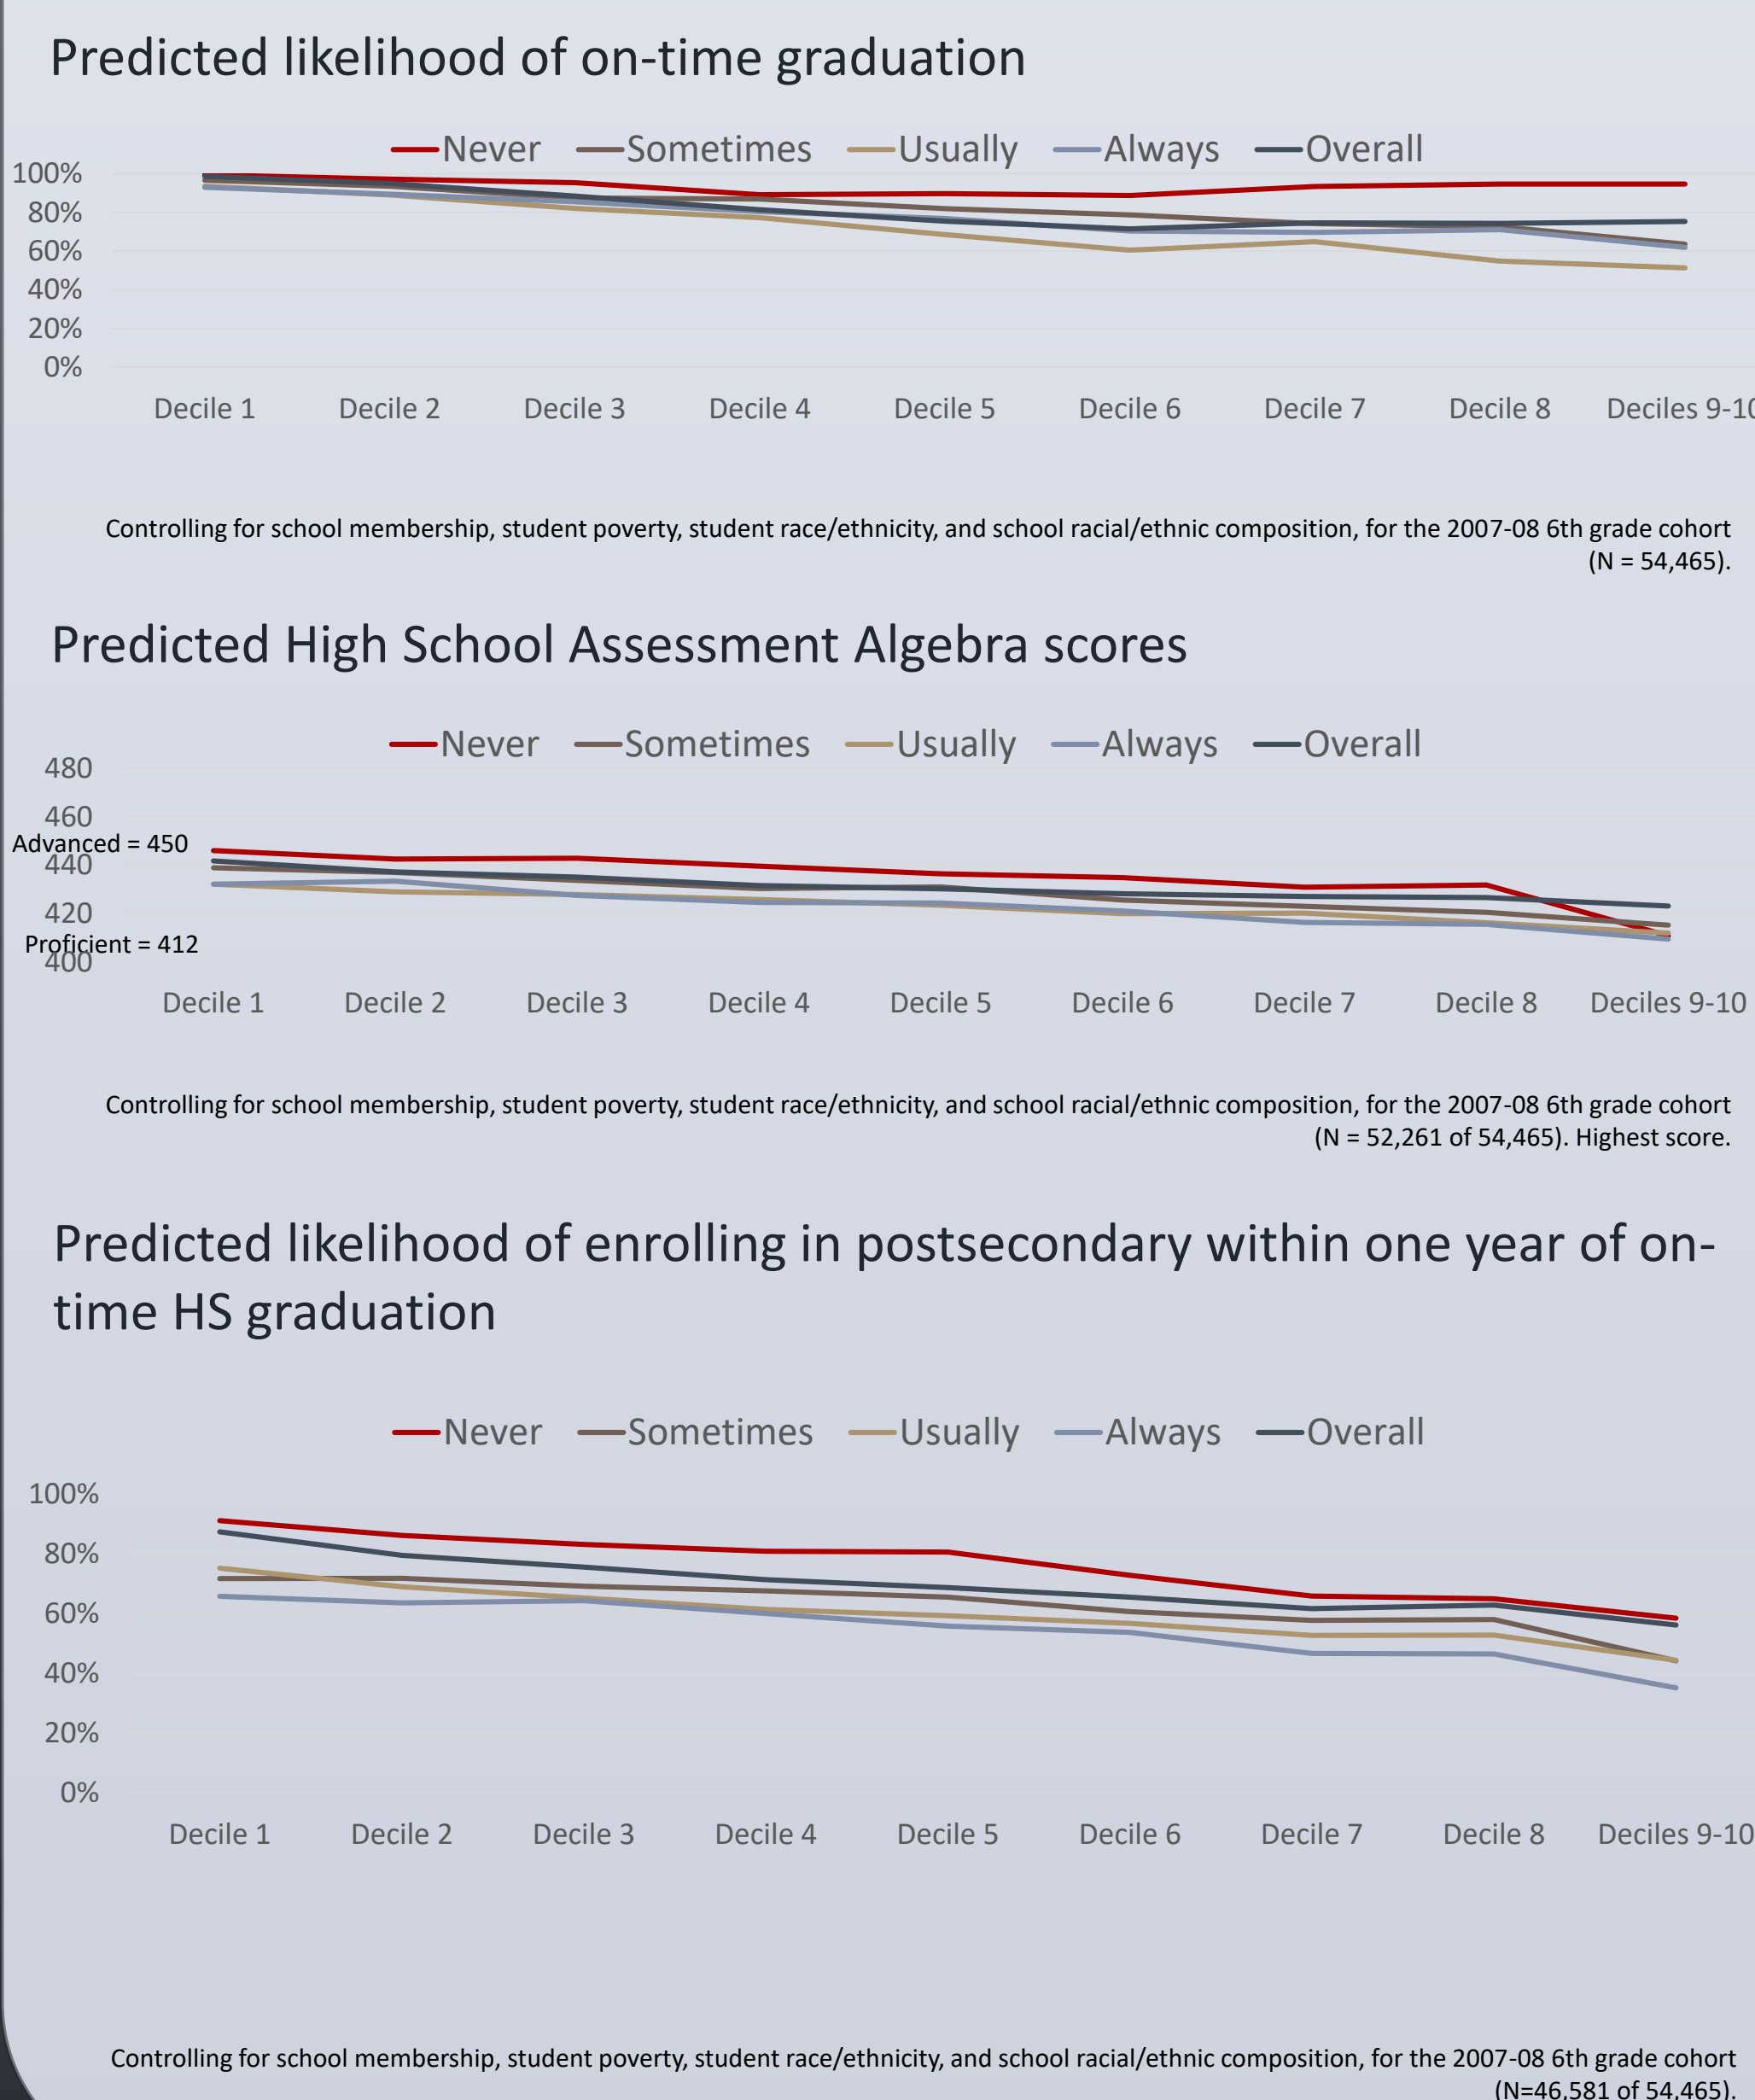 Predicted likelihood of on-time graduation
Never Sometimes Usually Always Overall
100%
80%
60%
40%
20%
0%
Decile 1 Decile 2 Decile 3 Decile 4 Decile 5 Decile 6 Decile 7 Decile 8 Deciles 9-10
Controlling for school membership, student poverty, student race/ethnicity, and school racial/ethnic composition, for the 2007-08 6th grade cohort
(N = 54,465).
Predicted High School Assessment Algebra scores
Never Sometimes Usually Always Overall
480
460
Advanced = 450
440
420
Proficient = 412
400
Decile 1 Decile 2 Decile 3 Decile 4 Decile 5 Decile 6 Decile 7 Decile 8 Deciles 9-10
Controlling for school membership, student poverty, student race/ethnicity, and school racial/ethnic composition, for the 2007-08 6th grade cohort
(N = 52,261 of 54,465). Highest score.
Predicted likelihood of enrolling in postsecondary within one year of on-
time HS graduation
Never Sometimes Usually Always Overall
100%
80%
60%
40%
20%
0%
Decile 1 Decile 2 Decile 3 Decile 4 Decile 5 Decile 6 Decile 7 Decile 8 Deciles 9-10
Controlling for school membership, student poverty, student race/ethnicity, and school racial/ethnic composition, for the 2007-08 6th grade cohort
(N=46,581 of 54,465).